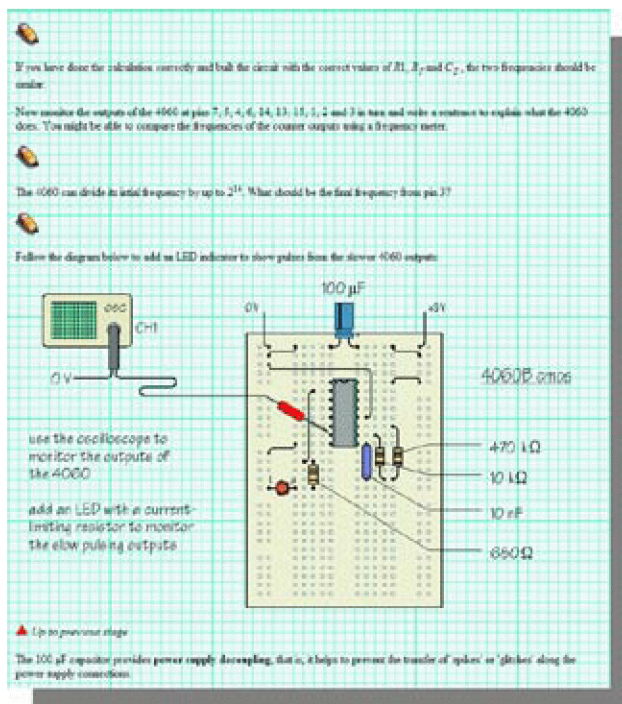 If you have done the calculation correctly and built the circuit with the correct values of R1, R_T and C_T, the two frequencies should be
similar.
Now monitor the outputs of the 4060 at pins 7, 5, 4, 6, 14, 13, 15, 1, 2 and 3 in turn and write a sentence to explain what the 4060
does. You might be able to compare the frequencies of the counter outputs using a frequency meter.
The 4060 can divide its initial frequency by up to 2^14. What should be the final frequency from pin 3?
Follow the diagram below to add an LED indicator to show pulses from the slower 4060 outputs:
100 µF
0V
+9V
OSC
CH1
0V
4060B cmos
use the oscilloscope to
monitor the outputs of
the 4060
470 kΩ
10 kΩ
10 nF
680Ω
add an LED with a current-
limiting resistor to monitor
the slow pulsing outputs
Up to previous stage
The 100 µF capacitor provides power supply decoupling, that is, it helps to prevent the transfer of 'spikes' or 'glitches' along the
power supply connections.